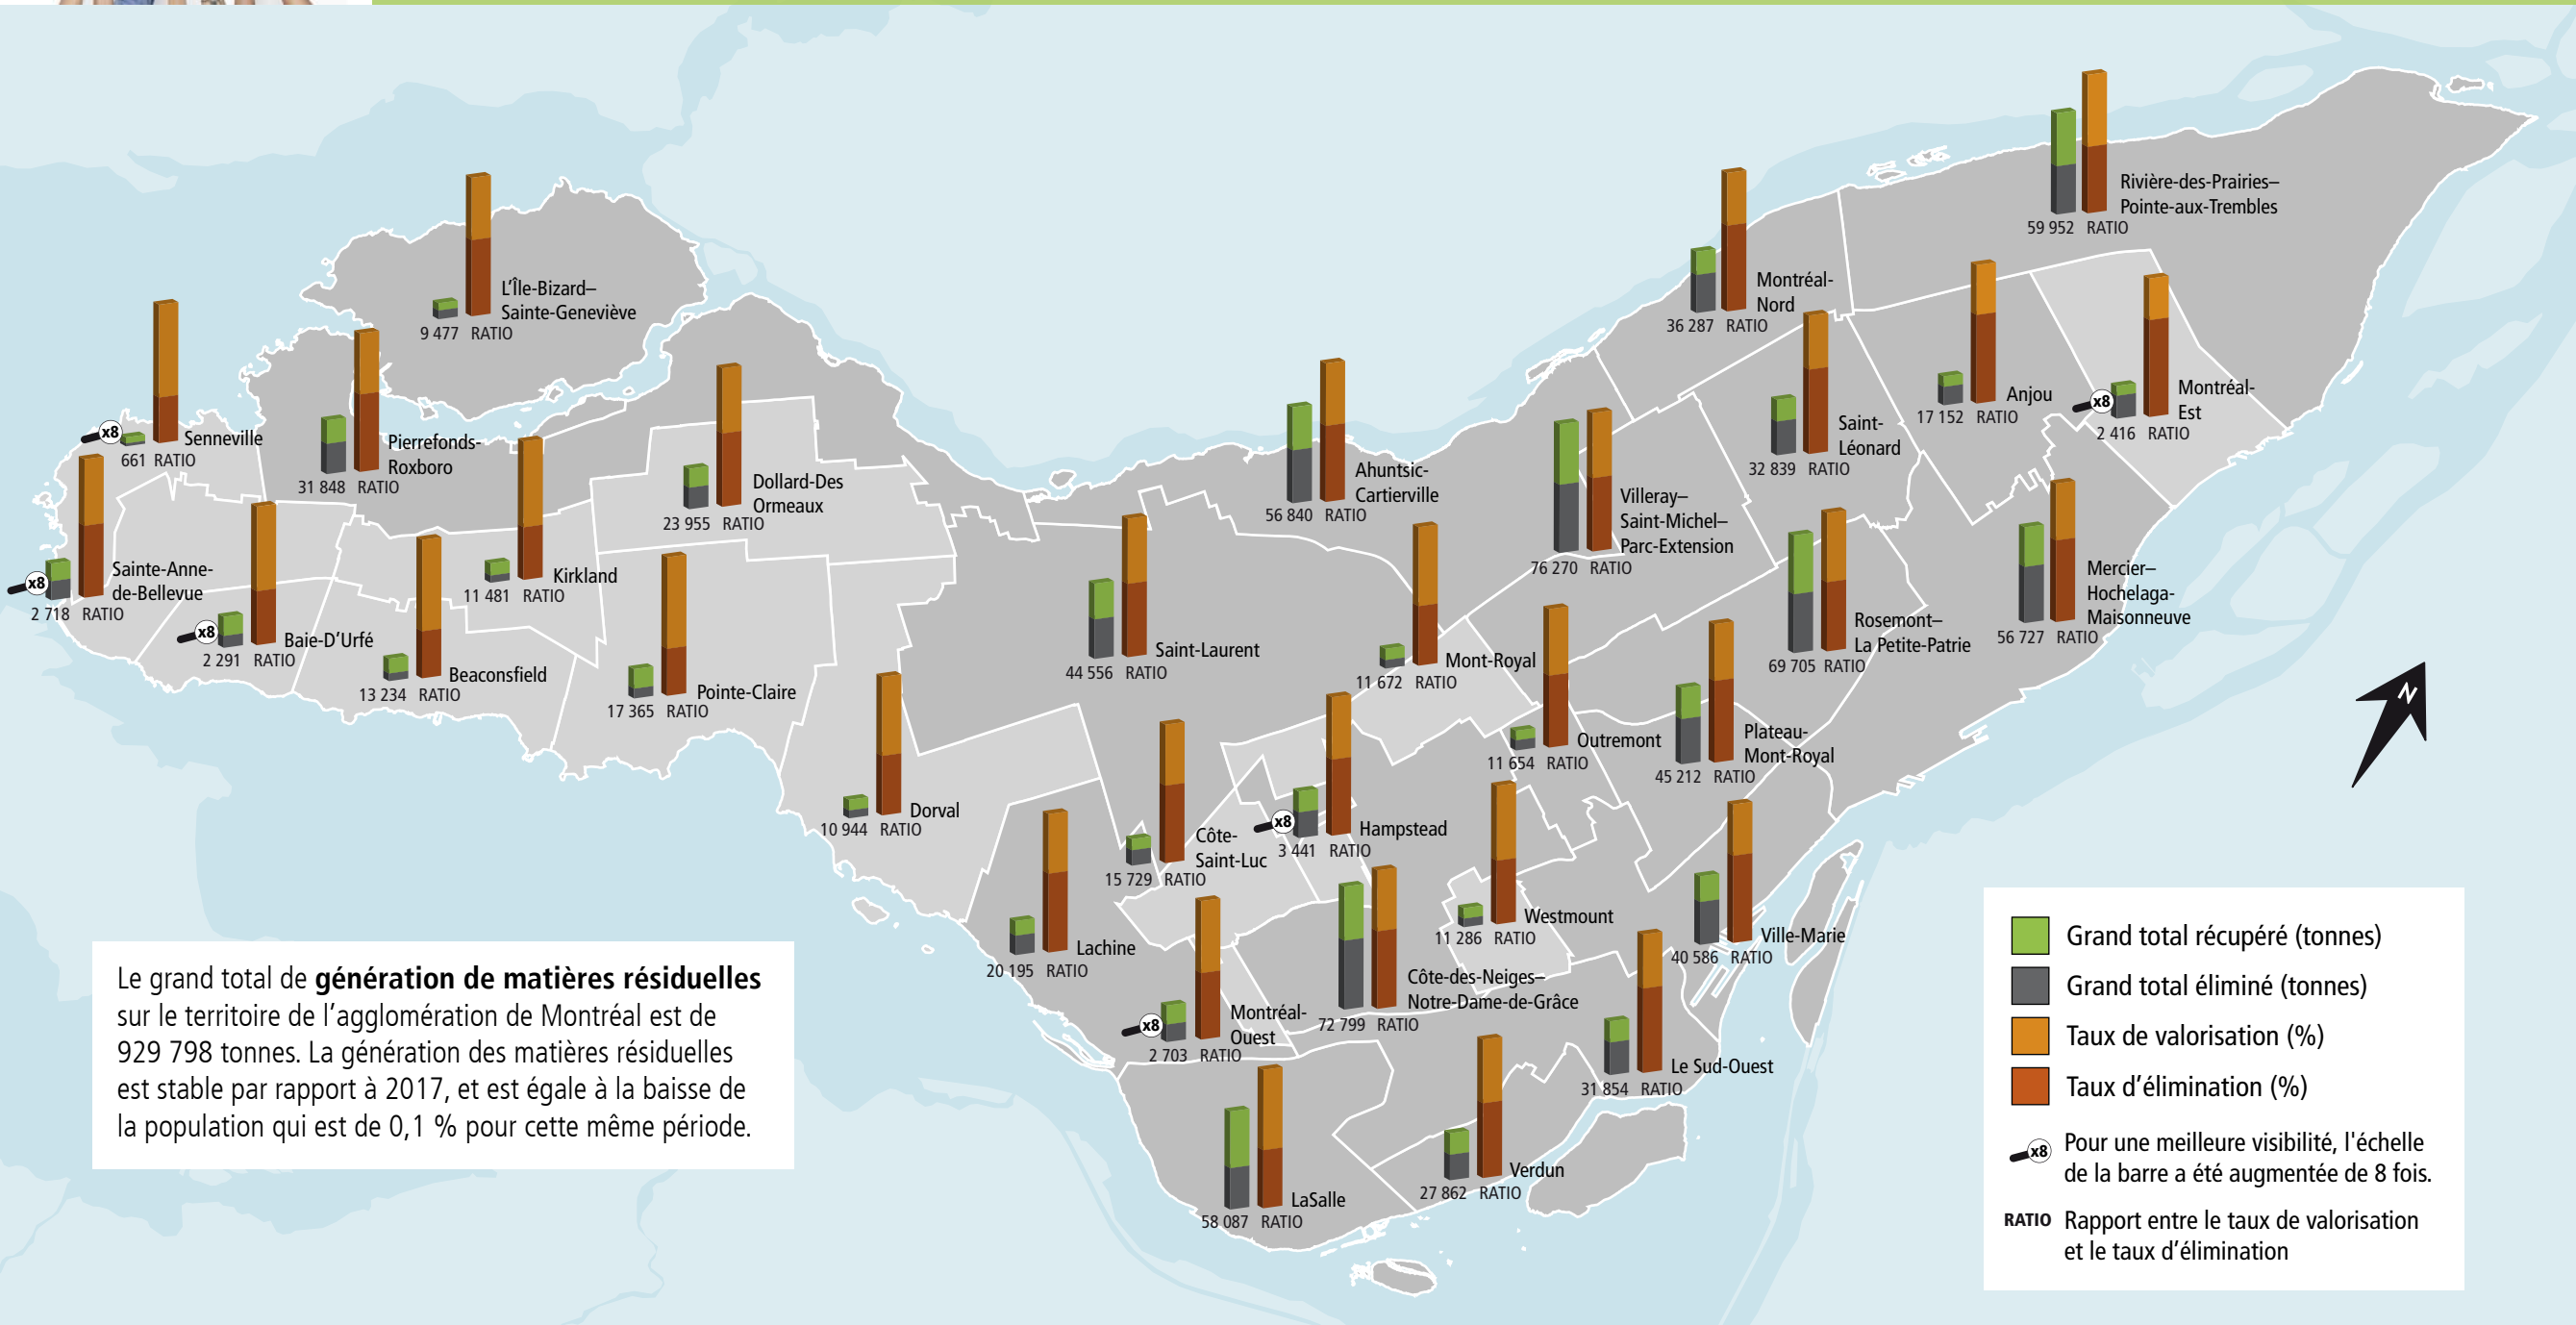 Rivière-des-Prairies–
Pointe-aux-Trembles
59 952 RATIO
L'Île-Bizard–
Sainte-Geneviève
9 477 RATIO
Montréal-
Nord
36 287 RATIO
x8
Senneville
661 RATIO
Pierrefonds-
Roxboro
31 848 RATIO
Dollard-Des
Ormeaux
23 955 RATIO
Ahuntsic-
Cartierville
56 840 RATIO
Villeray–
Saint-Michel–
Parc-Extension
76 270 RATIO
Saint-
Léonard
32 839 RATIO
Anjou
17 152 RATIO
x8
Montréal-
Est
2 416 RATIO
x8
Sainte-Anne-
de-Bellevue
2 718 RATIO
x8
Baie-D'Urfé
2 291 RATIO
Beaconsfield
13 234 RATIO
Kirkland
11 481 RATIO
Pointe-Claire
17 365 RATIO
Saint-Laurent
44 556 RATIO
Mont-Royal
11 672 RATIO
Rosemont–
La Petite-Patrie
69 705 RATIO
Mercier–
Hochelaga-
Maisonneuve
56 727 RATIO
N
Dorval
10 944 RATIO
Côte-
Saint-Luc
15 729 RATIO
x8
Hampstead
3 441 RATIO
Outremont
11 654 RATIO
Plateau-
Mont-Royal
45 212 RATIO
Lachine
20 195 RATIO
Westmount
11 286 RATIO
Ville-Marie
40 586 RATIO
x8
Montréal-
Ouest
2 703 RATIO
Côte-des-Neiges–
Notre-Dame-de-Grâce
72 799 RATIO
Le Sud-Ouest
31 854 RATIO
LaSalle
58 087 RATIO
Verdun
27 862 RATIO
Le grand total de génération de matières résiduelles
sur le territoire de l'agglomération de Montréal est de
929 798 tonnes. La génération des matières résiduelles
est stable par rapport à 2017, et est égale à la baisse de
la population qui est de 0,1 % pour cette même période.
Grand total récupéré (tonnes)
Grand total éliminé (tonnes)
Taux de valorisation (%)
Taux d'élimination (%)
x8 Pour une meilleure visibilité, l'échelle
de la barre a été augmentée de 8 fois.
RATIO Rapport entre le taux de valorisation
et le taux d'élimination